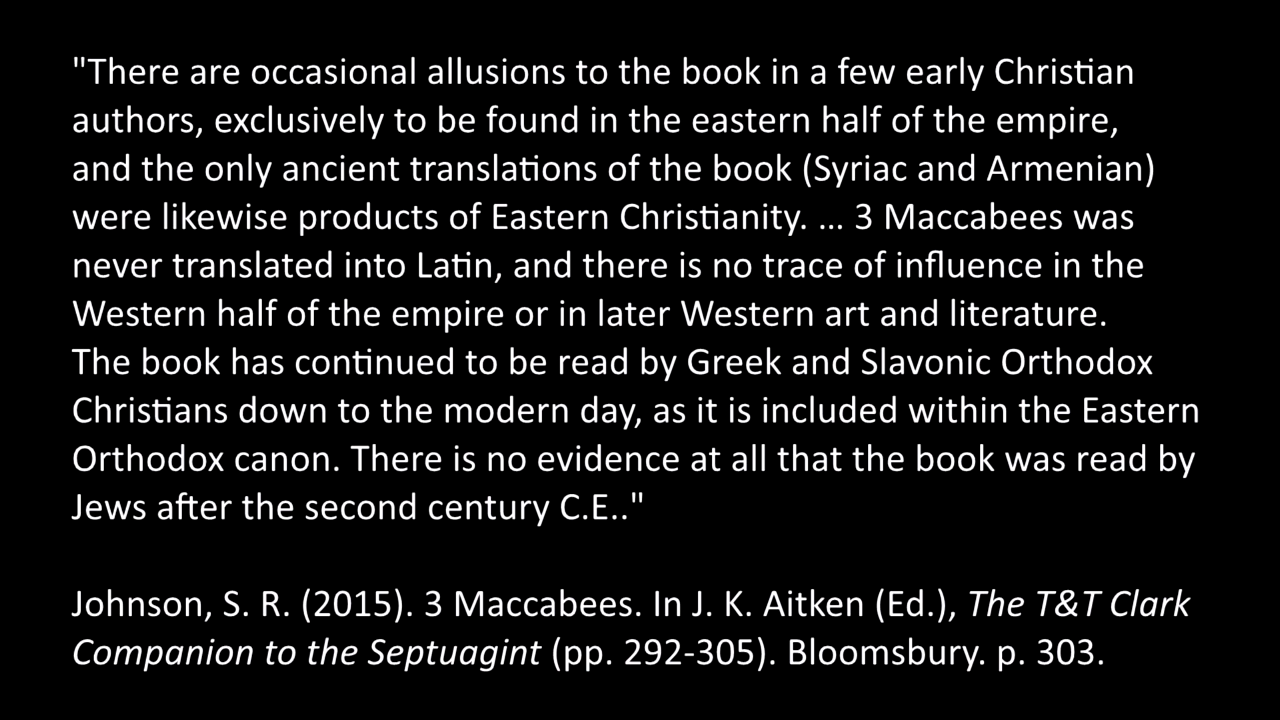 "There are occasional allusions to the book in a few early Christian
authors, exclusively to be found in the eastern half of the empire,
and the only ancient translations of the book (Syriac and Armenian)
were likewise products of Eastern Christianity. ... 3 Maccabees was
never translated into Latin, and there is no trace of influence in the
Western half of the empire or in later Western art and literature.
The book has continued to be read by Greek and Slavonic Orthodox
Christians down to the modern day, as it is included within the Eastern
Orthodox canon. There is no evidence at all that the book was read by
Jews after the second century C.E.."
Johnson, S. R. (2015). 3 Maccabees. In J. K. Aitken (Ed.), The T&T Clark
Companion to the Septuagint (pp. 292-305). Bloomsbury. p. 303.